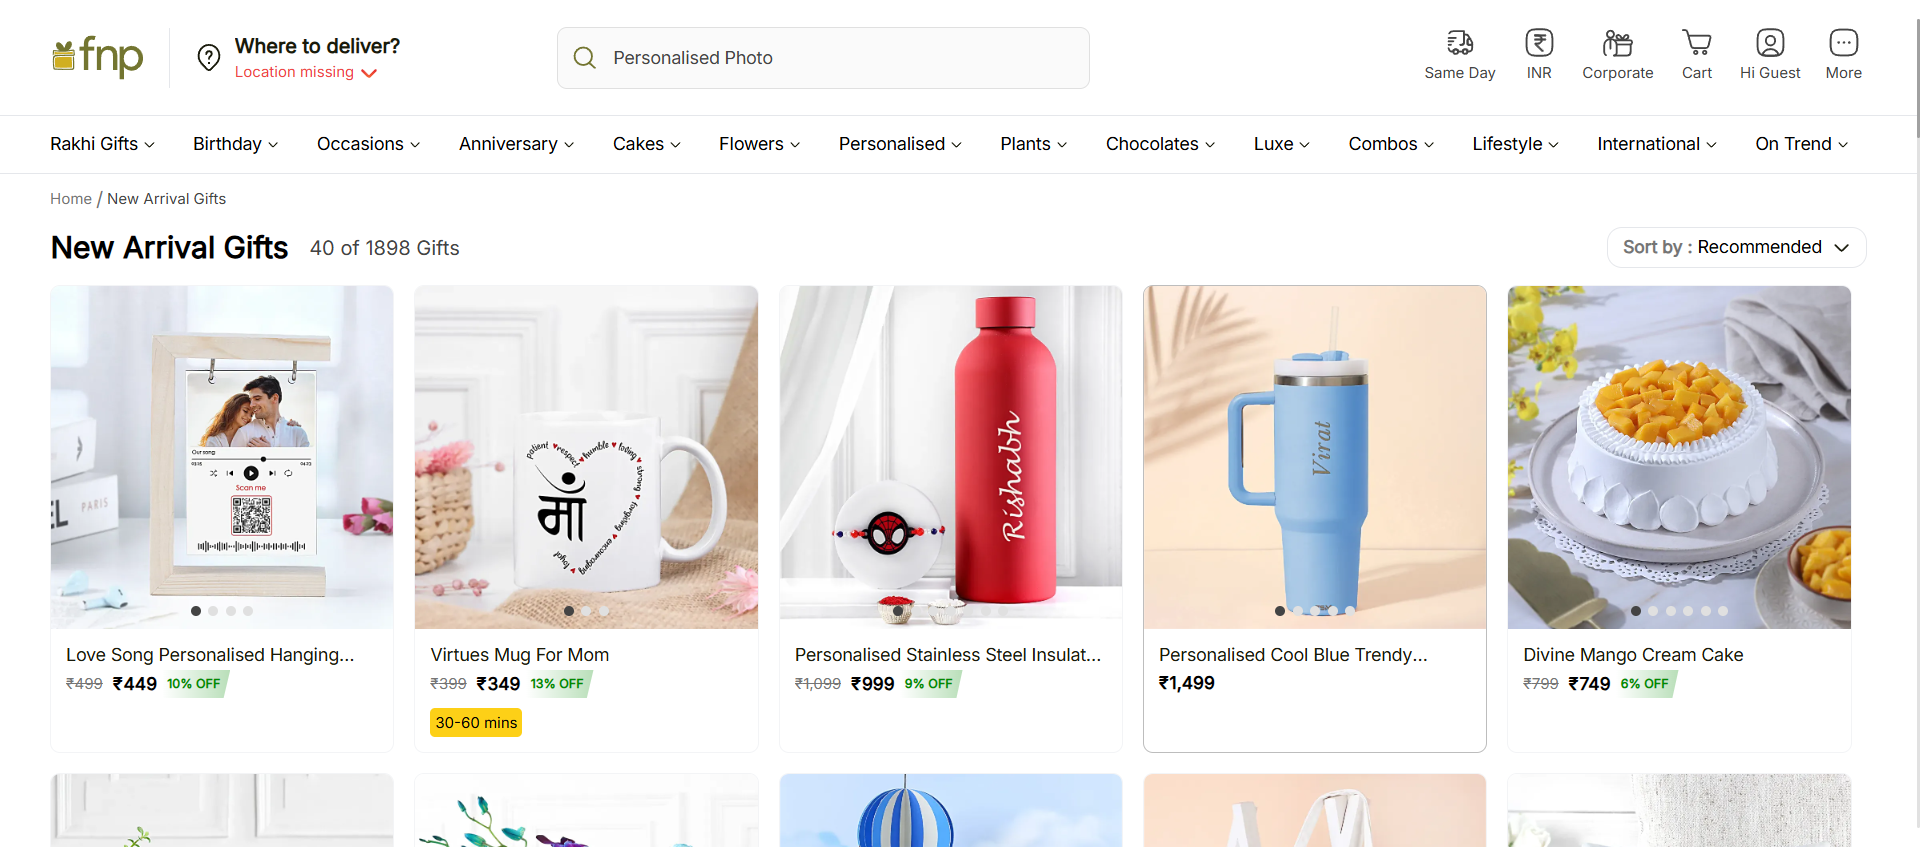 fnp
Where to deliver?
Location missing
Personalised Photo
Same Day
INR
Corporate
Cart
Hi Guest
More
Rakhi Gifts
Birthday
Occasions
Anniversary
Cakes
Flowers
Personalised
Plants
Chocolates
Luxe
Combos
Lifestyle
International
On Trend
Home / New Arrival Gifts
New Arrival Gifts
40 of 1898 Gifts
Sort by : Recommended
Our song
03:15
04:20
Scan me
PARIS
patient respect humble loving strong forgiving encouraging loyal
माँ
Rishabh
Virat
Love Song Personalised Hanging...
₹499 ₹449 10% OFF
Virtues Mug For Mom
₹399 ₹349 13% OFF
30-60 mins
Personalised Stainless Steel Insulat...
₹1,099 ₹999 9% OFF
Personalised Cool Blue Trendy...
₹1,499
Divine Mango Cream Cake
₹799 ₹749 6% OFF